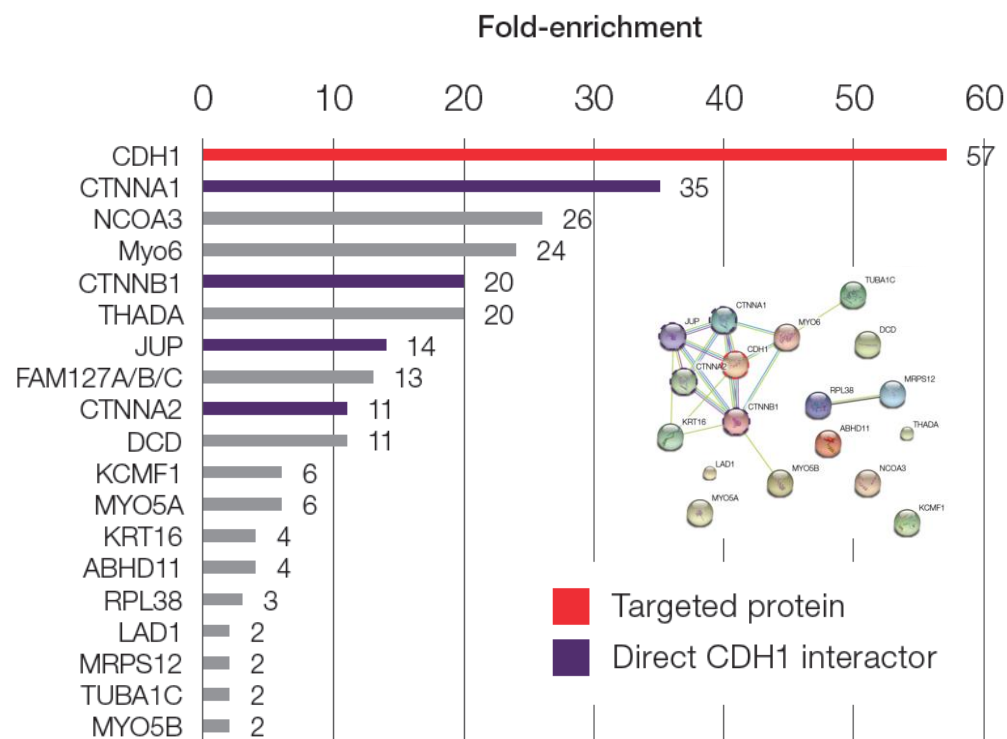 Fold-enrichment
0 10 20 30 40 50 60
CDH1 57
CTNNA1 35
NCOA3 26
Myo6 24
CTNNB1 20
THADA 20
JUP 14
FAM127A/B/C 13
CTNNA2 11
DCD 11
KCMF1 6
MYO5A 6
KRT16 4
ABHD11 4
RPL38 3
LAD1 2
MRPS12 2
TUBA1C 2
MYO5B 2
TUBA1C
CTNNA1
JUP
MYO6
DCD
CDH1
CTNNA2
MRPS12
RPL38
CTNNB1
KRT16
THADA
ABHD11
LAD1
MYO5B
NCOA3
MYO5A
KCMF1
Targeted protein
Direct CDH1 interactor